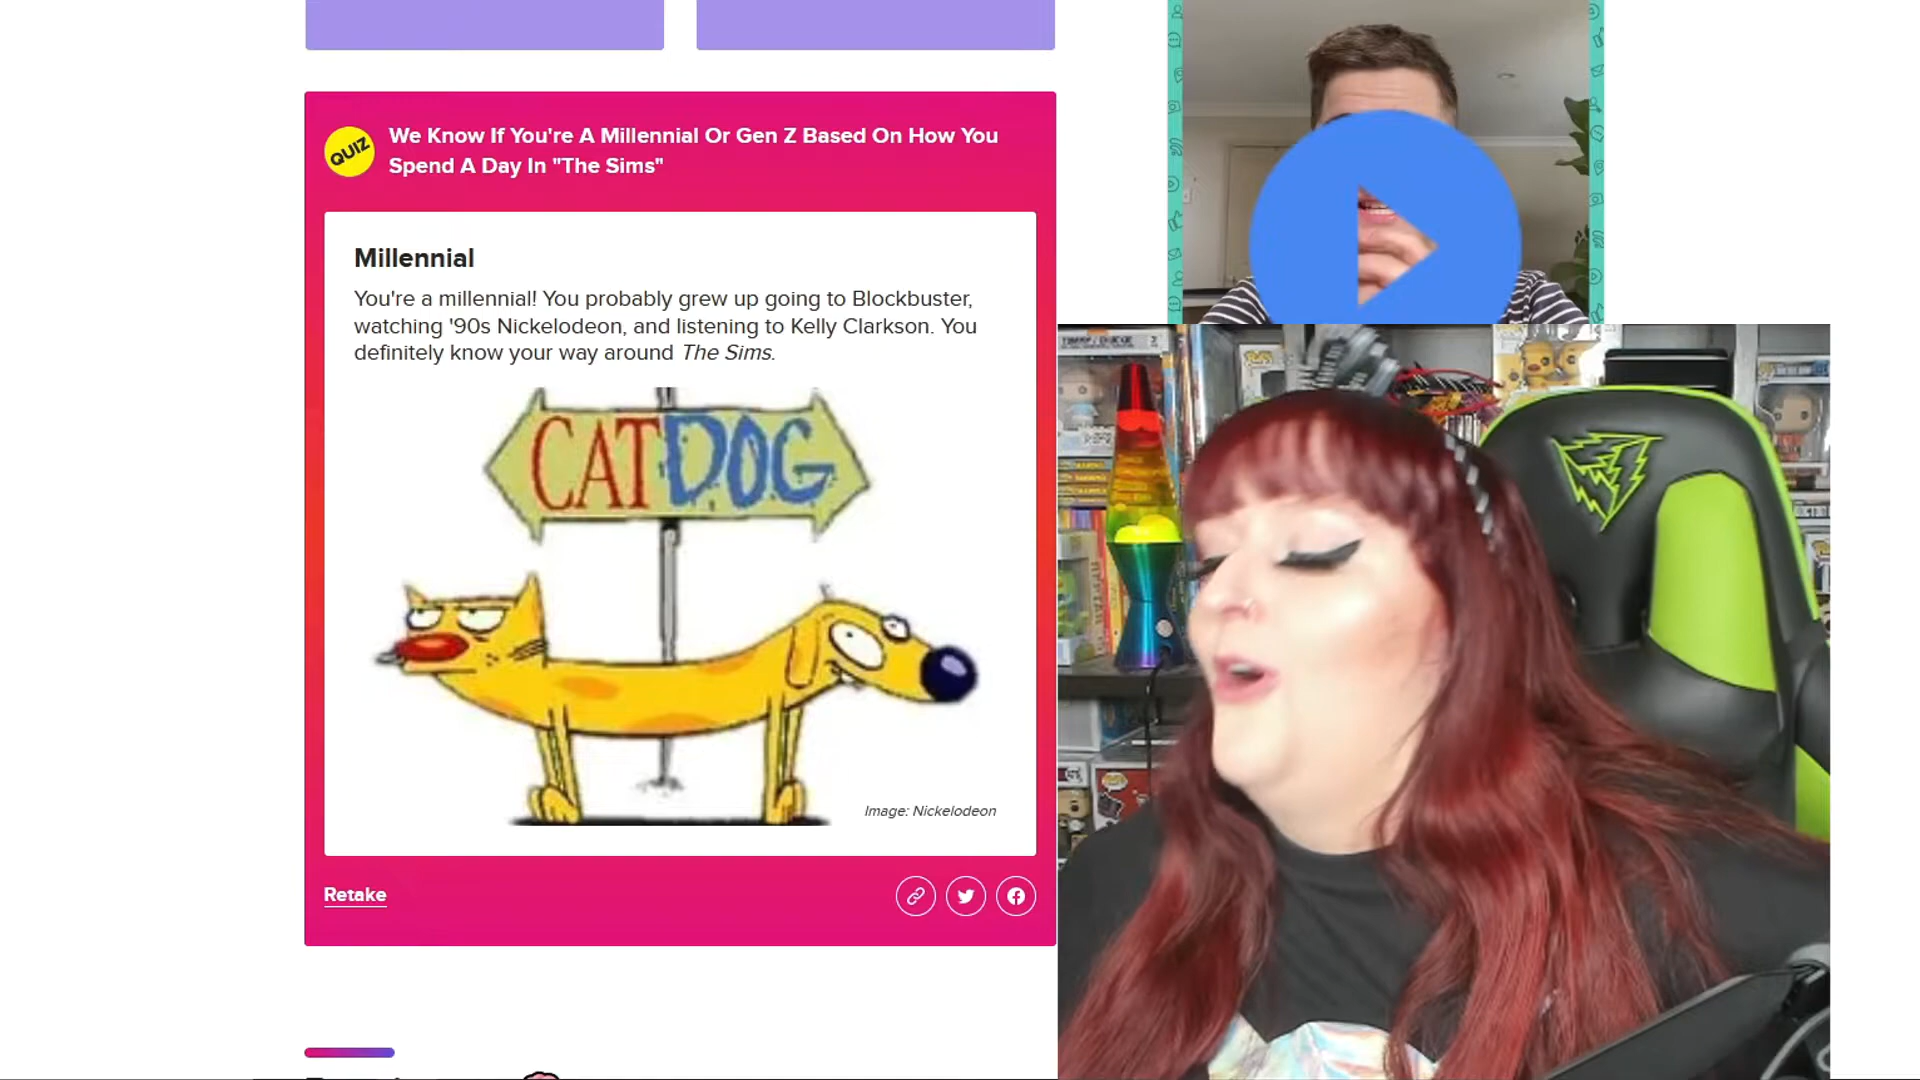 QUIZ
We Know If You're A Millennial Or Gen Z Based On How You
Spend A Day In "The Sims"
Millennial
You're a millennial! You probably grew up going to Blockbuster,
watching '90s Nickelodeon, and listening to Kelly Clarkson. You
definitely know your way around The Sims.
CATDOG
Image: Nickelodeon
Retake